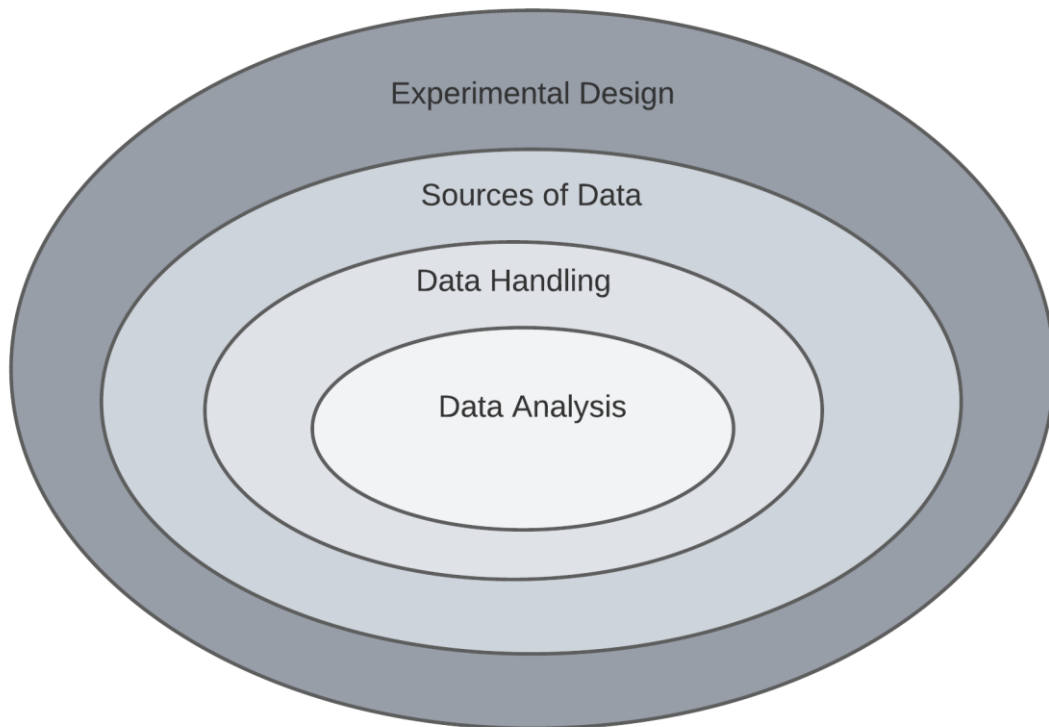 Experimental Design
Sources of Data
Data Handling
Data Analysis